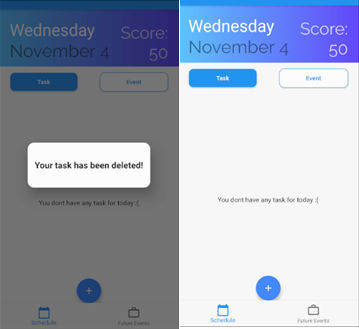 Wednesday
November 4
Score:
50
Task
Event
Your task has been deleted!
You dont have any task for today :(
+
Schedule
Future Events
Wednesday
November 4
Score:
50
Task
Event
You dont have any task for today :(
+
Schedule
Future Events